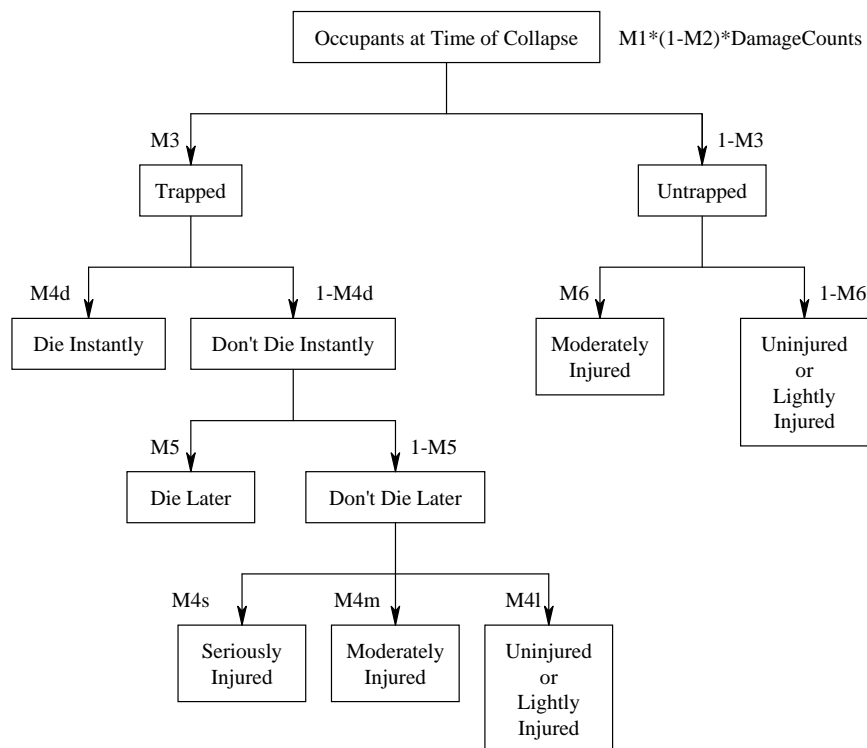 Occupants at Time of Collapse
M1*(1-M2)*DamageCounts
M3
1-M3
Trapped
Untrapped
M4d
1-M4d
M6
1-M6
Die Instantly
Don't Die Instantly
Moderately
Injured
Uninjured
or
Lightly
Injured
M5
1-M5
Die Later
Don't Die Later
M4s
M4m
M4l
Seriously
Injured
Moderately
Injured
Uninjured
or
Lightly
Injured